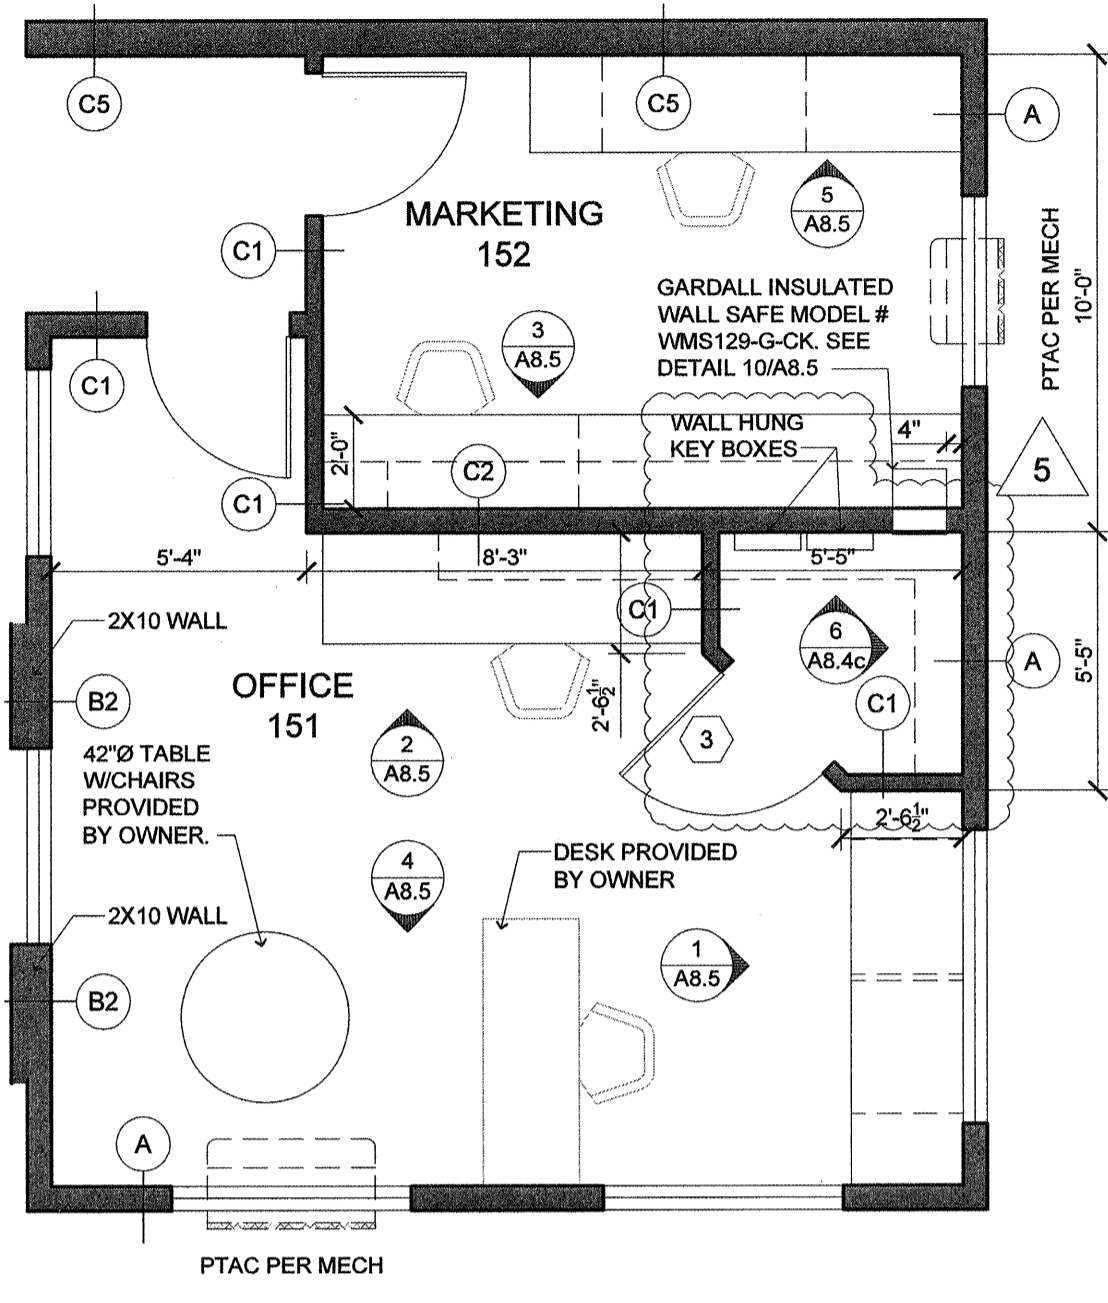 C5
C5
A
MARKETING
152
5
A8.5
C1
PTAC PER MECH
10'-0"
GARDALL INSULATED
WALL SAFE MODEL #
WMS129-G-CK. SEE
DETAIL 10/A8.5
3
A8.5
C1
WALL HUNG
KEY BOXES
4"
2'-0"
C2
5
C1
5'-4"
8'-3"
5'-5"
2X10 WALL
C1
6
A8.4c
A
5'-5"
B2
OFFICE
151
2'-6½"
C1
3
2
A8.5
42"Ø TABLE
W/CHAIRS
PROVIDED
BY OWNER.
2'-6½"
4
A8.5
DESK PROVIDED
BY OWNER
2X10 WALL
1
A8.5
B2
A
PTAC PER MECH